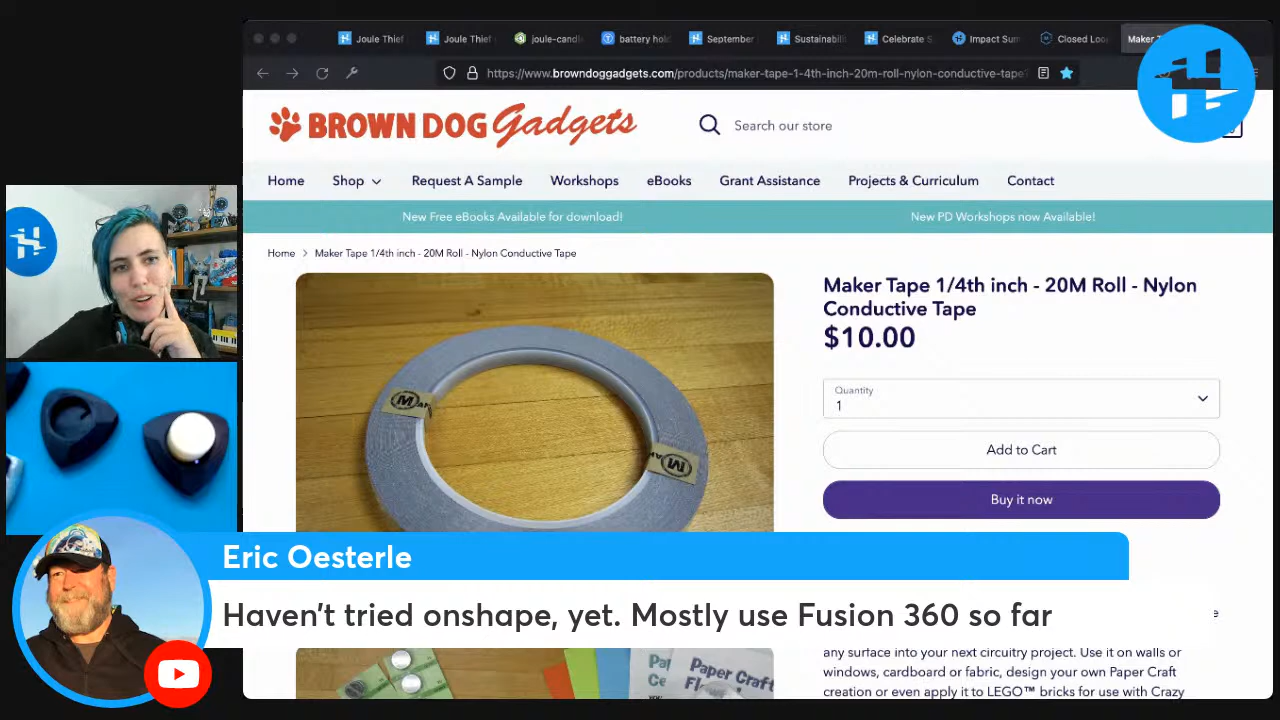 Joule Thief
Joule Thief
joule-candl
battery hol
September
Sustainabili
Celebrate S
Impact Sum
Closed Loo
https://www.browndoggadgets.com/products/maker-tape-1-4th-inch-20m-roll-nylon-conductive-tape?
BROWN DOG Gadgets
Search our store
Home
Shop
Request A Sample
Workshops
eBooks
Grant Assistance
Projects & Curriculum
Contact
New Free eBooks Available for download!
New PD Workshops now Available!
Home
Maker Tape 1/4th inch - 20M Roll - Nylon Conductive Tape
Maker Tape 1/4th inch - 20M Roll - Nylon
Conductive Tape
$10.00
Quantity
1
Add to Cart
Buy it now
Eric Oesterle
Haven't tried onshape, yet. Mostly use Fusion 360 so far
any surface into your next circuitry project. Use it on walls or
windows, cardboard or fabric, design your own Paper Craft
creation or even apply it to LEGO™ bricks for use with Crazy
Paper Craft